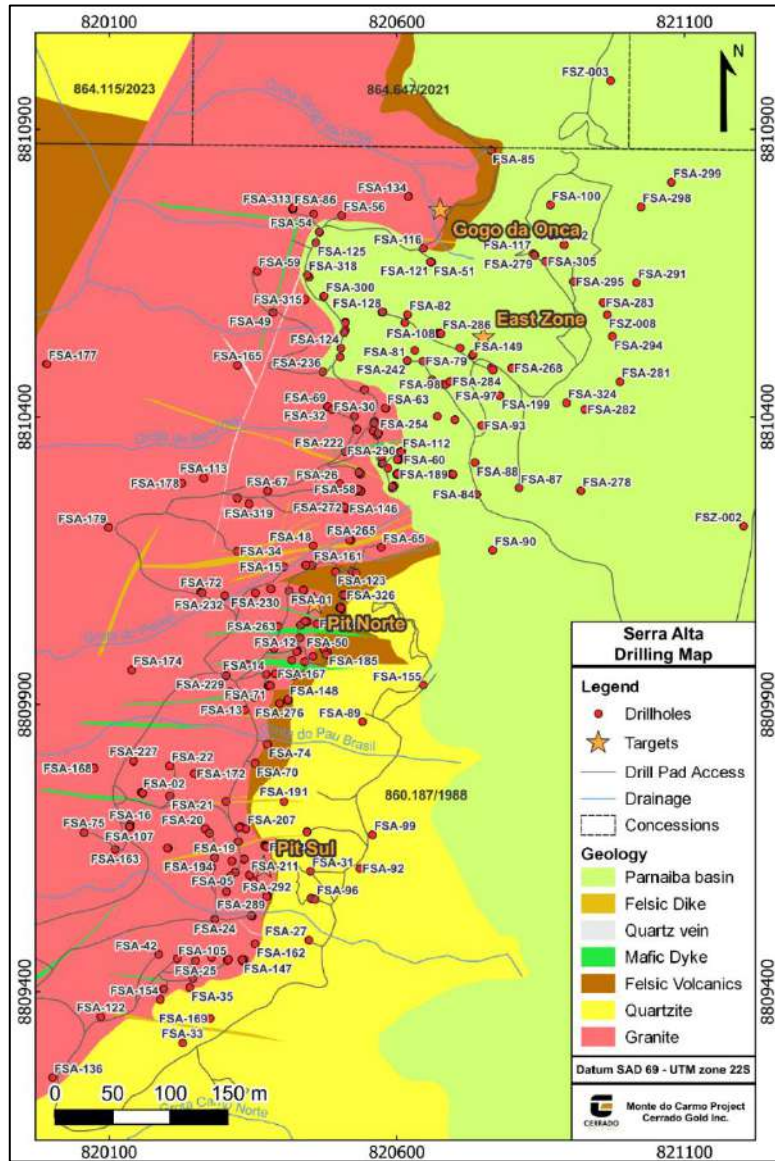 820100 820600 821100
864.115/2023
864.647/2021
FSZ-003
N
8810900
8810900
FSA-85
FSA-299
FSA-134
FSA-313
FSA-86
FSA-56
FSA-100
FSA-298
FSA-54
Gogo da Onca
FSA-125
FSA-116
FSA-117
FSA-59
FSA-318
FSA-121
FSA-51
FSA-279
FSA-305
FSA-295
FSA-291
FSA-300
FSA-315
FSA-128
FSA-82
FSA-283
FSA-49
East Zone
FSZ-008
FSA-108
FSA-286
FSA-124
FSA-294
FSA-177
FSA-165
FSA-81
FSA-149
FSA-236
FSA-242
FSA-79
FSA-268
FSA-98
FSA-284
FSA-281
FSA-69
FSA-63
FSA-97
FSA-199
FSA-324
FSA-32
FSA-30
FSA-282
8810400
8810400
FSA-254
FSA-93
FSA-222
FSA-290
FSA-112
FSA-60
FSA-113
FSA-26
FSA-189
FSA-88
FSA-178
FSA-67
FSA-58
FSA-87
FSA-278
FSA-84
FSA-319
FSA-272
FSA-146
FSZ-002
FSA-179
FSA-18
FSA-265
FSA-65
FSA-34
FSA-90
FSA-15
FSA-161
FSA-72
FSA-123
FSA-232
FSA-230
FSA-01
FSA-326
FSA-263
Pit Norte
FSA-12
FSA-50
FSA-174
FSA-14
FSA-185
FSA-167
FSA-155
FSA-229
FSA-71
FSA-148
8809900
8809900
FSA-13
FSA-276
FSA-89
do Pau Brasil
FSA-74
FSA-227
FSA-22
FSA-168
FSA-172
FSA-70
FSA-02
FSA-191
860.187/1988
FSA-21
FSA-16
FSA-75
FSA-20
FSA-207
FSA-99
FSA-107
FSA-19
Pit Sul
FSA-163
FSA-194
FSA-211
FSA-31
FSA-92
FSA-05
FSA-292
FSA-96
FSA-289
FSA-24
FSA-27
FSA-42
FSA-105
FSA-162
FSA-25
FSA-147
8809400
8809400
FSA-154
FSA-35
FSA-122
FSA-169
FSA-33
FSA-136
0 50 100 150 m
Grota Carmo Norte
Serra Alta
Drilling Map
Legend
Drillholes
Targets
Drill Pad Access
Drainage
Concessions
Geology
Parnaiba basin
Felsic Dike
Quartz vein
Mafic Dyke
Felsic Volcanics
Quartzite
Granite
Datum SAD 69 - UTM zone 22S
CERRADO
Monte do Carmo Project
Cerrado Gold Inc.
820100 820600 821100